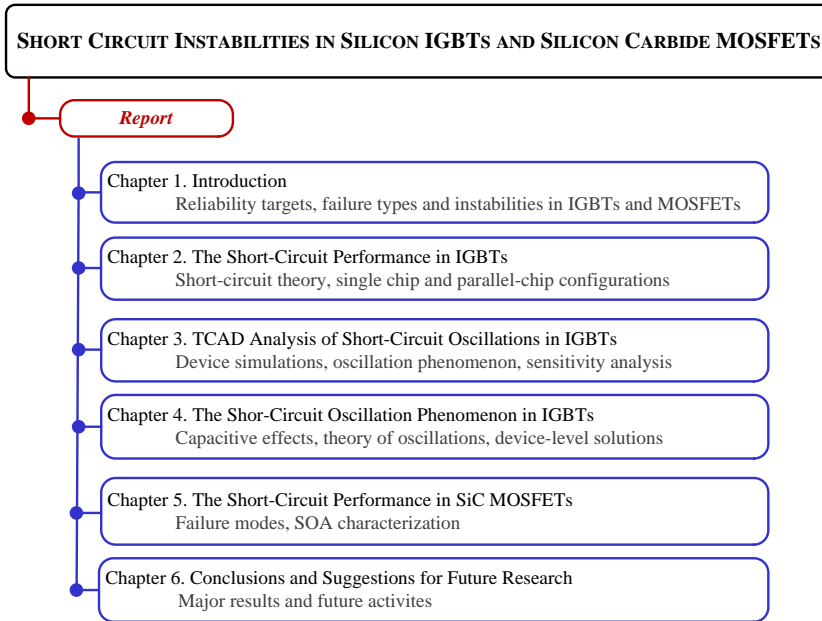 SHORT CIRCUIT INSTABILITIES IN SILICON IGBTS AND SILICON CARBIDE MOSFETS
Report
Chapter 1. Introduction
Reliability targets, failure types and instabilities in IGBTs and MOSFETs
Chapter 2. The Short-Circuit Performance in IGBTs
Short-circuit theory, single chip and parallel-chip configurations
Chapter 3. TCAD Analysis of Short-Circuit Oscillations in IGBTs
Device simulations, oscillation phenomenon, sensitivity analysis
Chapter 4. The Shor-Circuit Oscillation Phenomenon in IGBTs
Capacitive effects, theory of oscillations, device-level solutions
Chapter 5. The Short-Circuit Performance in SiC MOSFETs
Failure modes, SOA characterization
Chapter 6. Conclusions and Suggestions for Future Research
Major results and future activites